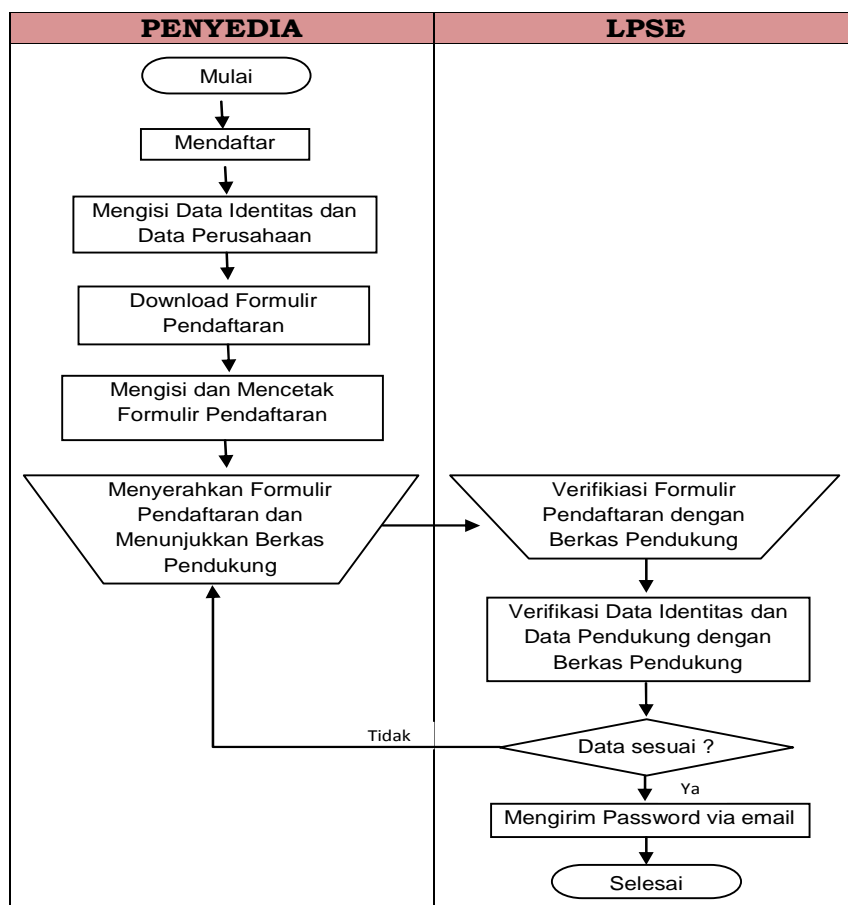 PENYEDIA
LPSE
Mulai
Mendaftar
Mengisi Data Identitas dan
Data Perusahaan
Download Formulir
Pendaftaran
Mengisi dan Mencetak
Formulir Pendaftaran
Menyerahkan Formulir
Pendaftaran dan
Menunjukkan Berkas
Pendukung
Verifikiasi Formulir
Pendaftaran dengan
Berkas Pendukung
Verifikasi Data Identitas dan
Data Pendukung dengan
Berkas Pendukung
Data sesuai ?
Tidak
Ya
Mengirim Password via email
Selesai